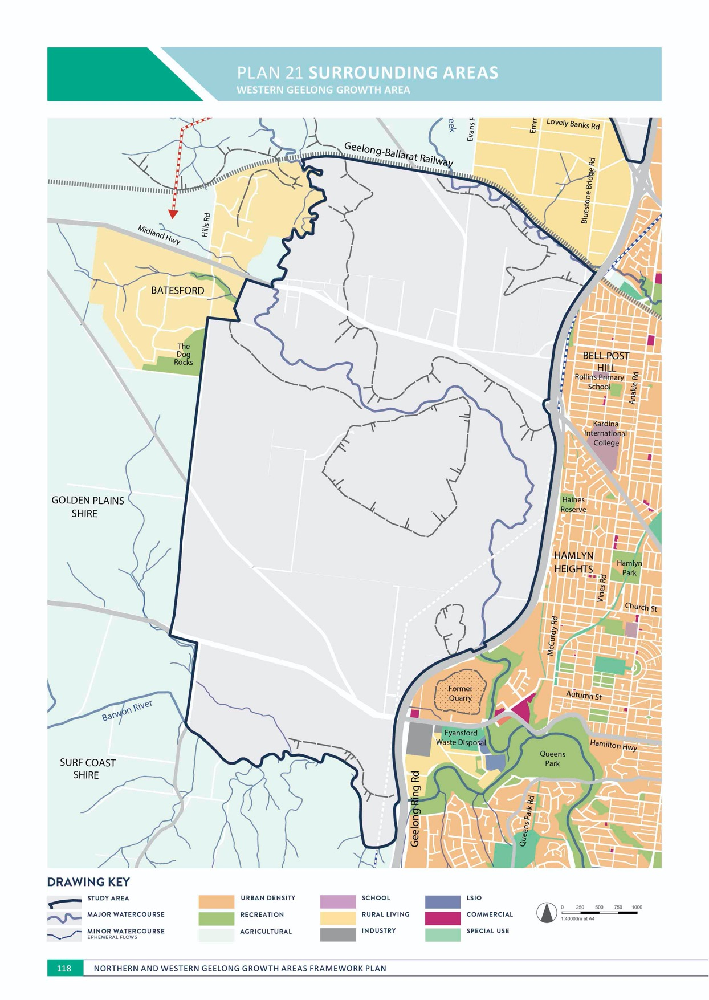 PLAN 21 SURROUNDING AREAS
WESTERN GEELONG GROWTH AREA
Lovely Banks Rd
Geelong-Ballarat Railway
Bluestone Bridge Rd
Hills Rd
Midland Hwy
BATESFORD
The
Dog
Rocks
BELL POST
HILL
Rollins Primary
School
Anakie Rd
Kardina
International
College
GOLDEN PLAINS
SHIRE
Haines
Reserve
HAMLYN
HEIGHTS
Hamlyn
Park
Vines Rd
Church St
McCurdy Rd
Former
Quarry
Autumn St
Barwon River
Fyansford
Waste Disposal
Hamilton Hwy
Queens
Park
SURF COAST
SHIRE
Geelong Ring Rd
Queens Park Rd
DRAWING KEY
STUDY AREA
MAJOR WATERCOURSE
MINOR WATERCOURSE
EPHEMERAL FLOWS
URBAN DENSITY
RECREATION
AGRICULTURAL
SCHOOL
RURAL LIVING
INDUSTRY
LSIO
COMMERCIAL
SPECIAL USE
0 250 500 750 1000
1:40000m at A4
118 NORTHERN AND WESTERN GEELONG GROWTH AREAS FRAMEWORK PLAN